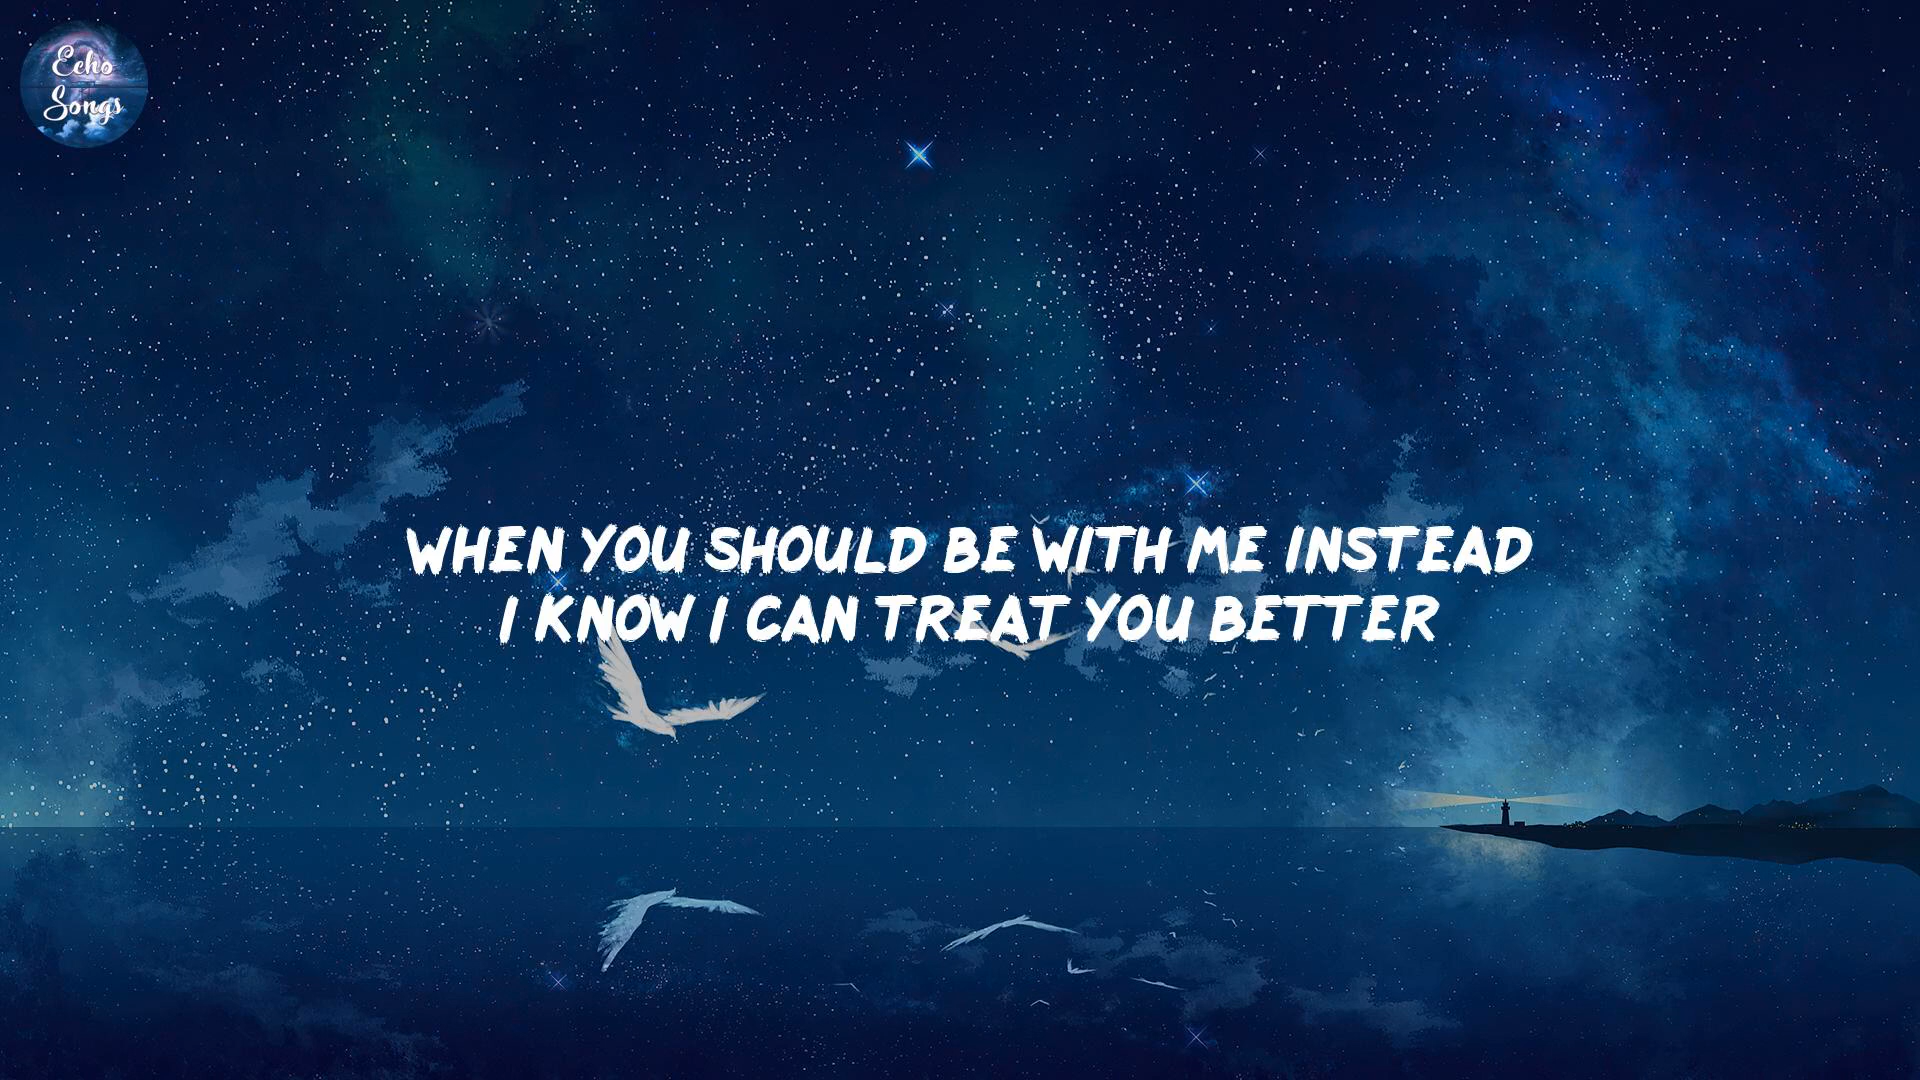 Echo
Songs
WHEN YOU SHOULD BE WITH ME INSTEAD
I KNOW I CAN TREAT YOU BETTER